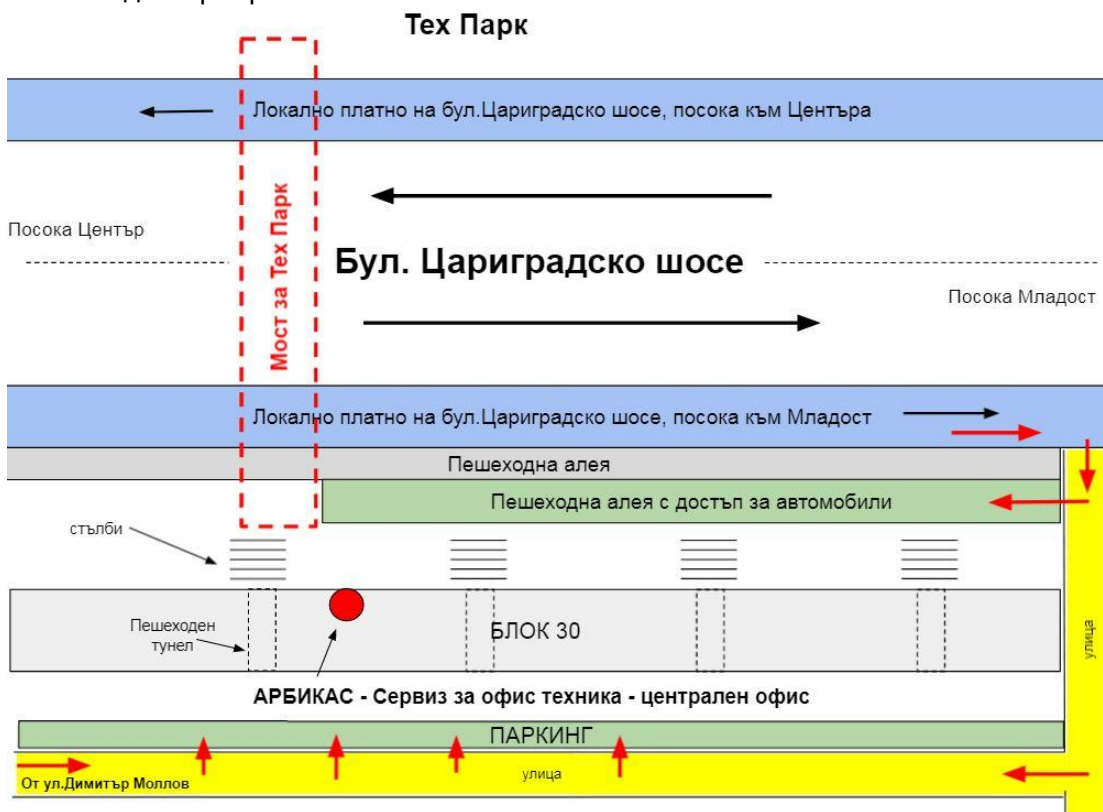 Тех Парк
Локално платно на бул.Цариградско шосе, посока към Центъра
Мост за Тех Парк
Посока Център
Бул. Цариградско шосе
Посока Младост
Локално платно на бул.Цариградско шосе, посока към Младост
Пешеходна алея
Пешеходна алея с достъп за автомобили
стълби
Пешеходен
тунел
БЛОК 30
улица
АРБИКАС - Сервиз за офис техника - централен офис
ПАРКИНГ
От ул.Димитър Моллов
улица